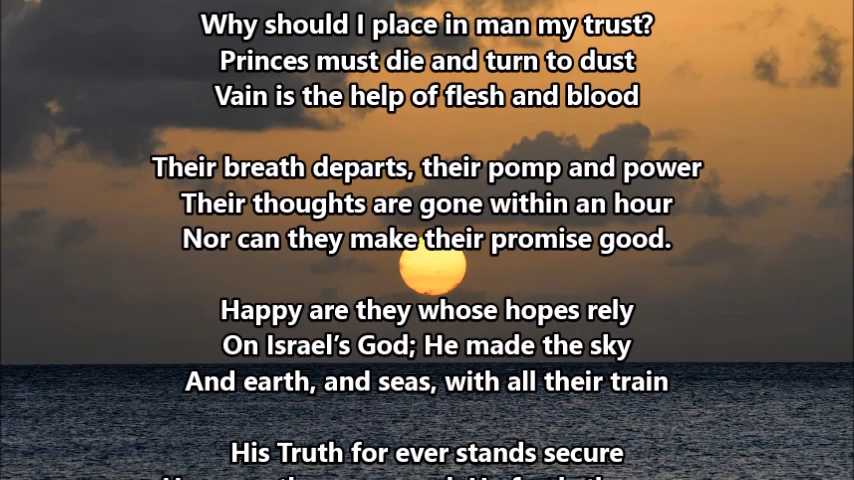 Why should I place in man my trust?
Princes must die and turn to dust
Vain is the help of flesh and blood
Their breath departs, their pomp and power
Their thoughts are gone within an hour
Nor can they make their promise good.
Happy are they whose hopes rely
On Israel's God; He made the sky
And earth, and seas, with all their train
His Truth for ever stands secure